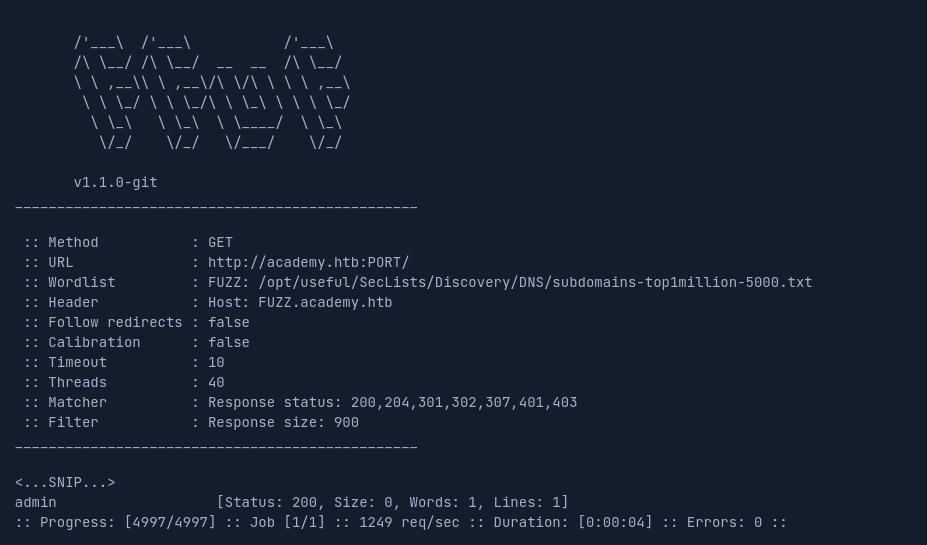 /'___\  /'___\           /'___\
       /\ \__/ /\ \__/  __  __  /\ \__/
       \ \ ,__\\ \ ,__\/\ \/\ \ \ \ ,__\
        \ \ \_/ \ \ \_/\ \ \_\ \ \ \ \_/
         \ \_\   \ \_\  \ \____/  \ \_\
          \/_/    \/_/   \/___/    \/_/
       v1.1.0-git
________________________________________________
 :: Method           : GET
 :: URL              : http://academy.htb:PORT/
 :: Wordlist         : FUZZ: /opt/useful/SecLists/Discovery/DNS/subdomains-top1million-5000.txt
 :: Header           : Host: FUZZ.academy.htb
 :: Follow redirects : false
 :: Calibration      : false
 :: Timeout          : 10
 :: Threads          : 40
 :: Matcher          : Response status: 200,204,301,302,307,401,403
 :: Filter           : Response size: 900
________________________________________________
<...SNIP...>
admin                   [Status: 200, Size: 0, Words: 1, Lines: 1]
:: Progress: [4997/4997] :: Job [1/1] :: 1249 req/sec :: Duration: [0:00:04] :: Errors: 0 ::